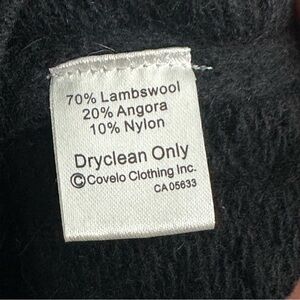 70% Lambswool
20% Angora
10% Nylon
Dryclean Only
©Covelo Clothing Inc.
CA 05633